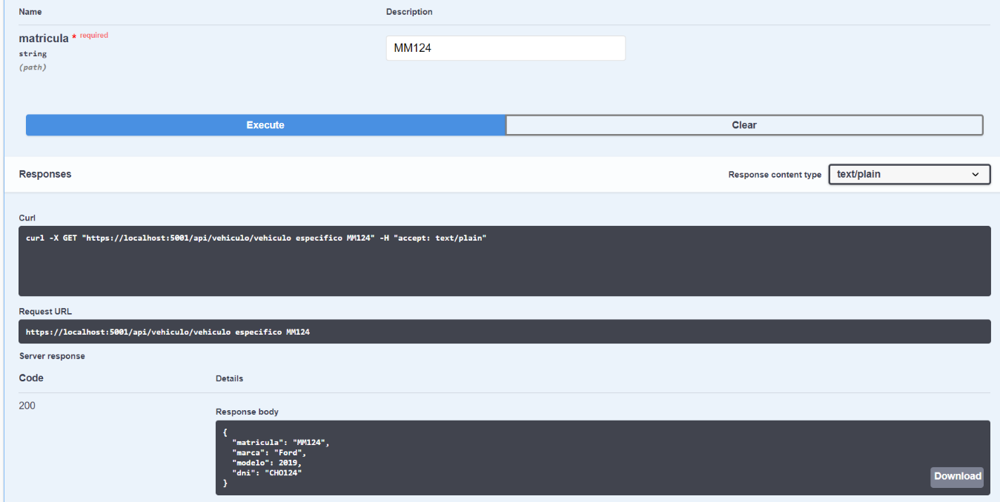 Name Description
matricula * required
string
(path)
MM124
Execute Clear
Responses Response content type text/plain
Curl
curl -X GET "https://localhost:5001/api/vehiculo/vehiculo especifico MM124" -H "accept: text/plain"
Request URL
https://localhost:5001/api/vehiculo/vehiculo especifico MM124
Server response
Code Details
200
Response body
{
"matricula": "MM124",
"marca": "Ford",
"modelo": 2019,
"dni": "CHO124"
}
Download